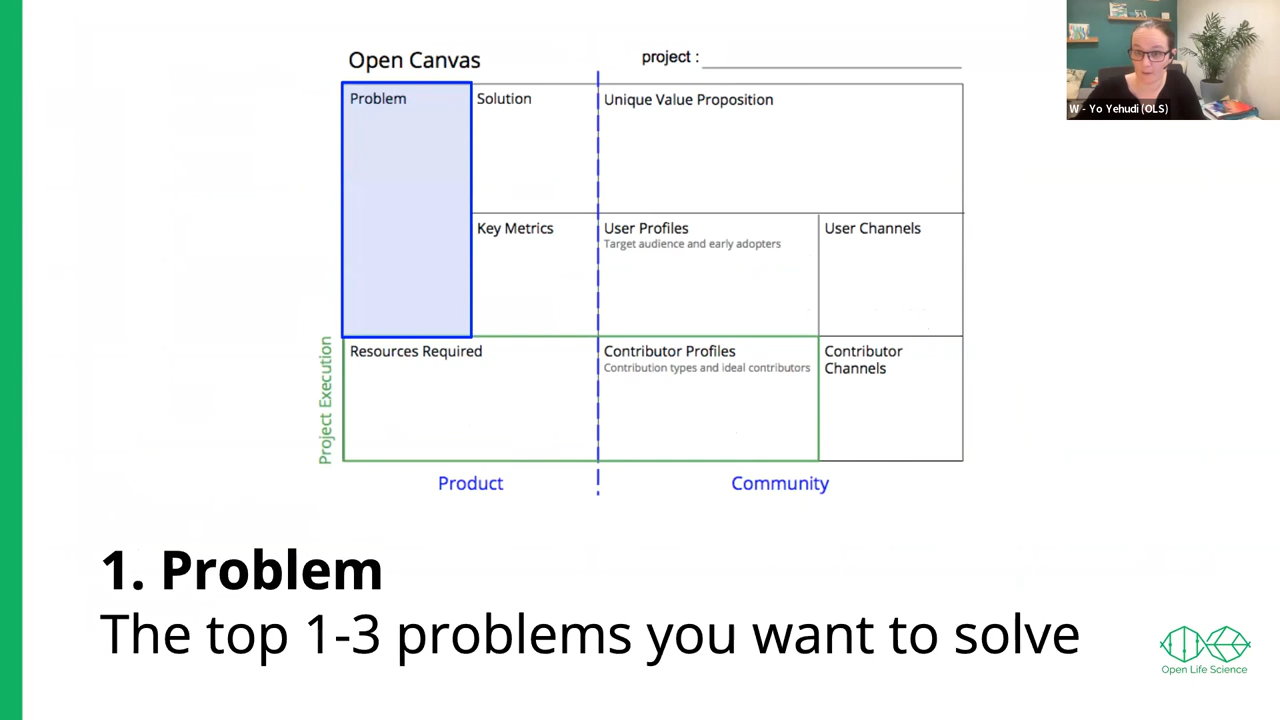 Open Canvas
project :
Problem
Solution
Unique Value Proposition
Key Metrics
User Profiles
Target audience and early adopters
User Channels
Project Execution
Resources Required
Contributor Profiles
Contribution types and ideal contributors
Contributor
Channels
Product
Community
1. Problem
The top 1-3 problems you want to solve
W - Yo Yehudi (OLS)
Open Life Science